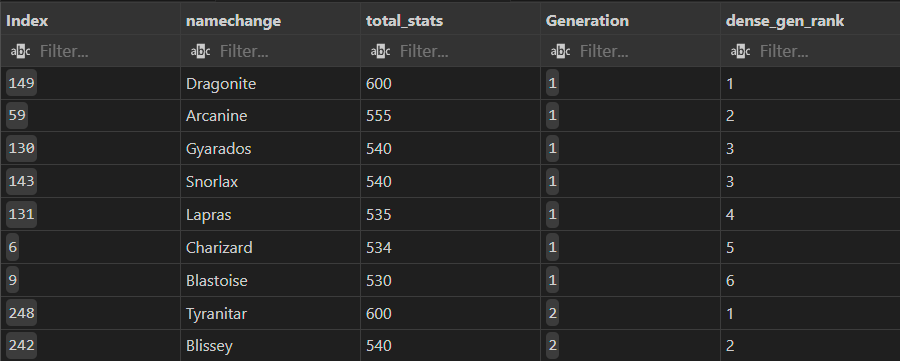 Index namechange total_stats Generation dense_gen_rank
abc Filter... abc Filter... abc Filter... abc Filter... abc Filter...
149 Dragonite 600 1 1
59 Arcanine 555 1 2
130 Gyarados 540 1 3
143 Snorlax 540 1 3
131 Lapras 535 1 4
6 Charizard 534 1 5
9 Blastoise 530 1 6
248 Tyranitar 600 2 1
242 Blissey 540 2 2